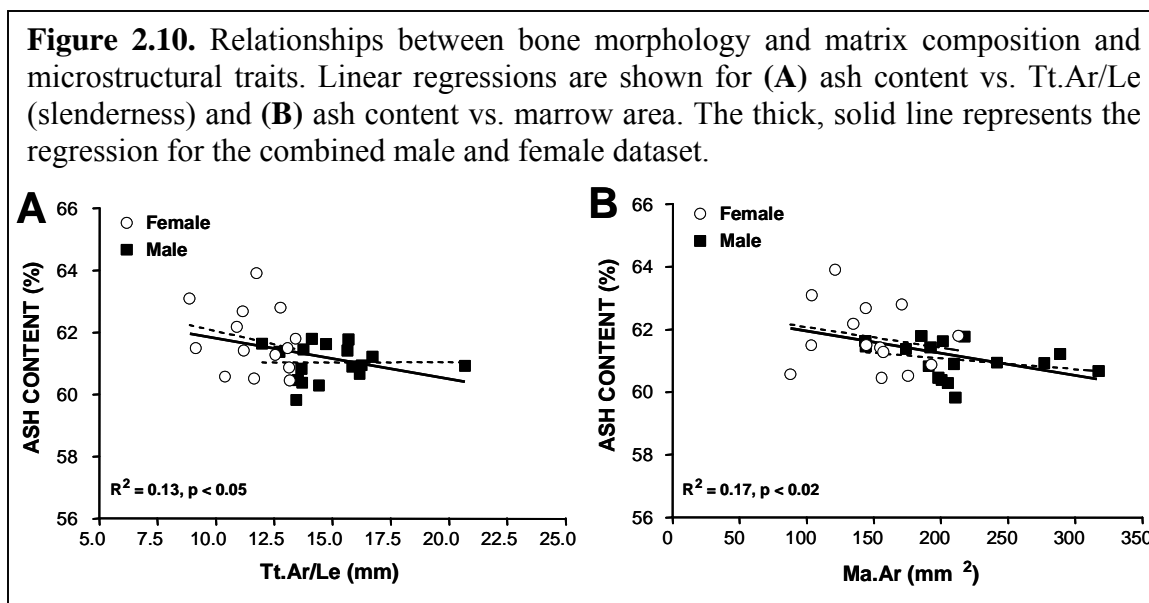 Figure 2.10. Relationships between bone morphology and matrix composition and
microstructural traits. Linear regressions are shown for (A) ash content vs. Tt.Ar/Le
(slenderness) and (B) ash content vs. marrow area. The thick, solid line represents the
regression for the combined male and female dataset.
A
66
64
62
60
58
56
ASH CONTENT (%)
Female
Male
R² = 0.13, p < 0.05
5.0 7.5 10.0 12.5 15.0 17.5 20.0 22.5 25.0
Tt.Ar/Le (mm)
B
66
64
62
60
58
56
ASH CONTENT (%)
Female
Male
R² = 0.17, p < 0.02
0 50 100 150 200 250 300 350
Ma.Ar (mm ²)